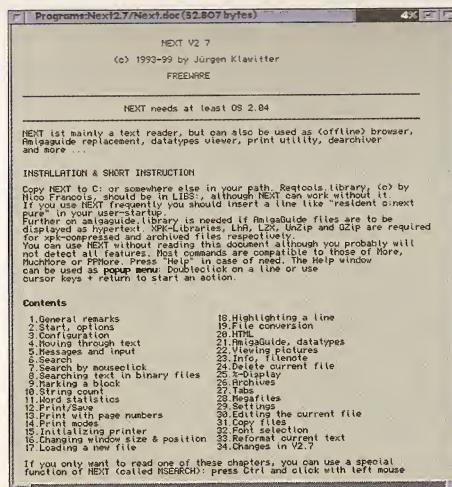 Programs:Next2.7/Next.doc (52.807 bytes)
4%
NEXT V2 7
(c) 1993-99 by Jürgen Klavitter
FREEWARE
NEXT needs at least OS 2.04
NEXT ist mainly a text reader, but can also be used as (offline) browser,
Amigaguide replacement, datatypes viewer, print utility, dearchiver
and more ...
INSTALLATION & SHORT INSTRUCTION
Copy NEXT to C: or somewhere else in your path. Reqtools.library, (c) by
Nico Francois, should be in LIBS:, although NEXT can work without it.
If you use NEXT frequently you should insert a line like "resident c:next
pure" in your user-startup.
Further on amigaguide.library is needed if AmigaGuide files are to be
displayed as hypertext. XPK-Libraries, LhA, LZX, UnZip and GZip are required
for xpk-compressed and archived files respectively.
You can use NEXT without reading this document although you probably will
not detect all features. Most commands are compatible to those of More,
MuchMore or PPMore. Press "Help" in case of need. The Help window
can be used as popup menu: Doubleclick on a line or use
cursor keys + return to start an action.
Contents
1.General remarks
2.Start, options
3.Configuration
4.Moving through text
5.Messages and input
6.Search
7.Search by mouseclick
8.Searching text in binary files
9.Marking a block
10.String count
11.Word statistics
12.Print/Save
13.Print with page numbers
14.Print modes
15.Initializing printer
16.Changing window size & position
17.Loading a new file
18.Highlighting a line
19.File conversion
20.HTML
21.AmigaGuide, datatypes
22.Viewing pictures
23.Info, filenote
24.Delete current file
25.%-Display
26.Archives
27.Tabs
28.Megafiles
29.Settings
30.Editing the current file
31.Copy files
32.Font selection
33.Reformat current text
34.Changes in V2.7
If you only want to read one of these chapters, you can use a special
function of NEXT (called MSEARCH): press Ctrl and click with left mouse